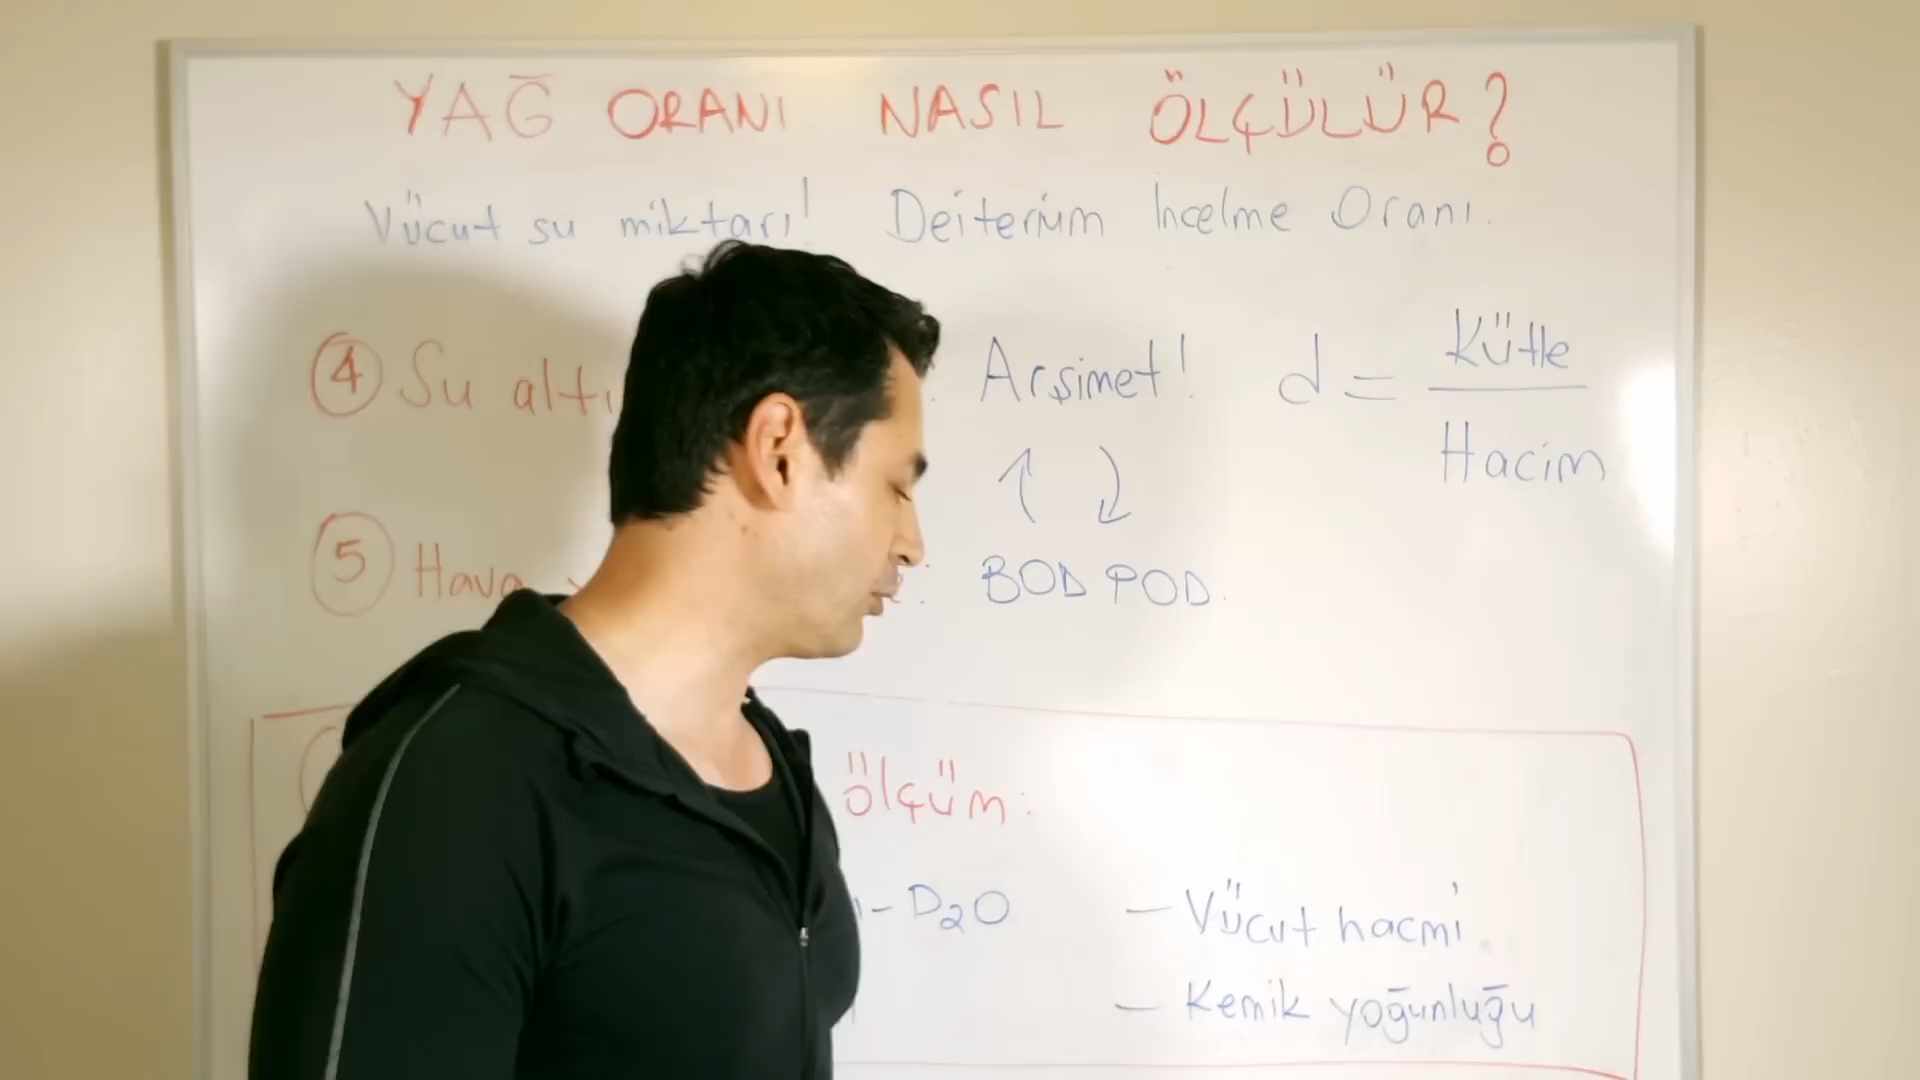 YAĞ ORANI NASIL ÖLÇÜLÜR?
Vücut su miktarı! Deiterium İncelme Oranı.
4 Su altı Arşimet! d = Kütle
Hacim
5 Hava BOD POD.
ölçüm:
- D2O - Vücut hacmi
- Kemik yoğunluğu